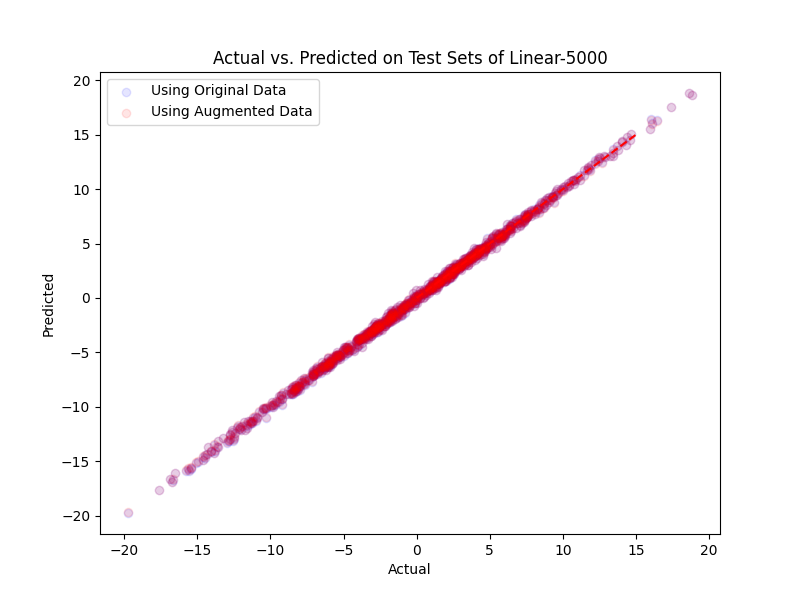 Actual vs. Predicted on Test Sets of Linear-5000
Using Original Data
Using Augmented Data
20
15
10
5
0
−5
−10
−15
−20
Predicted
−20 −15 −10 −5 0 5 10 15 20
Actual